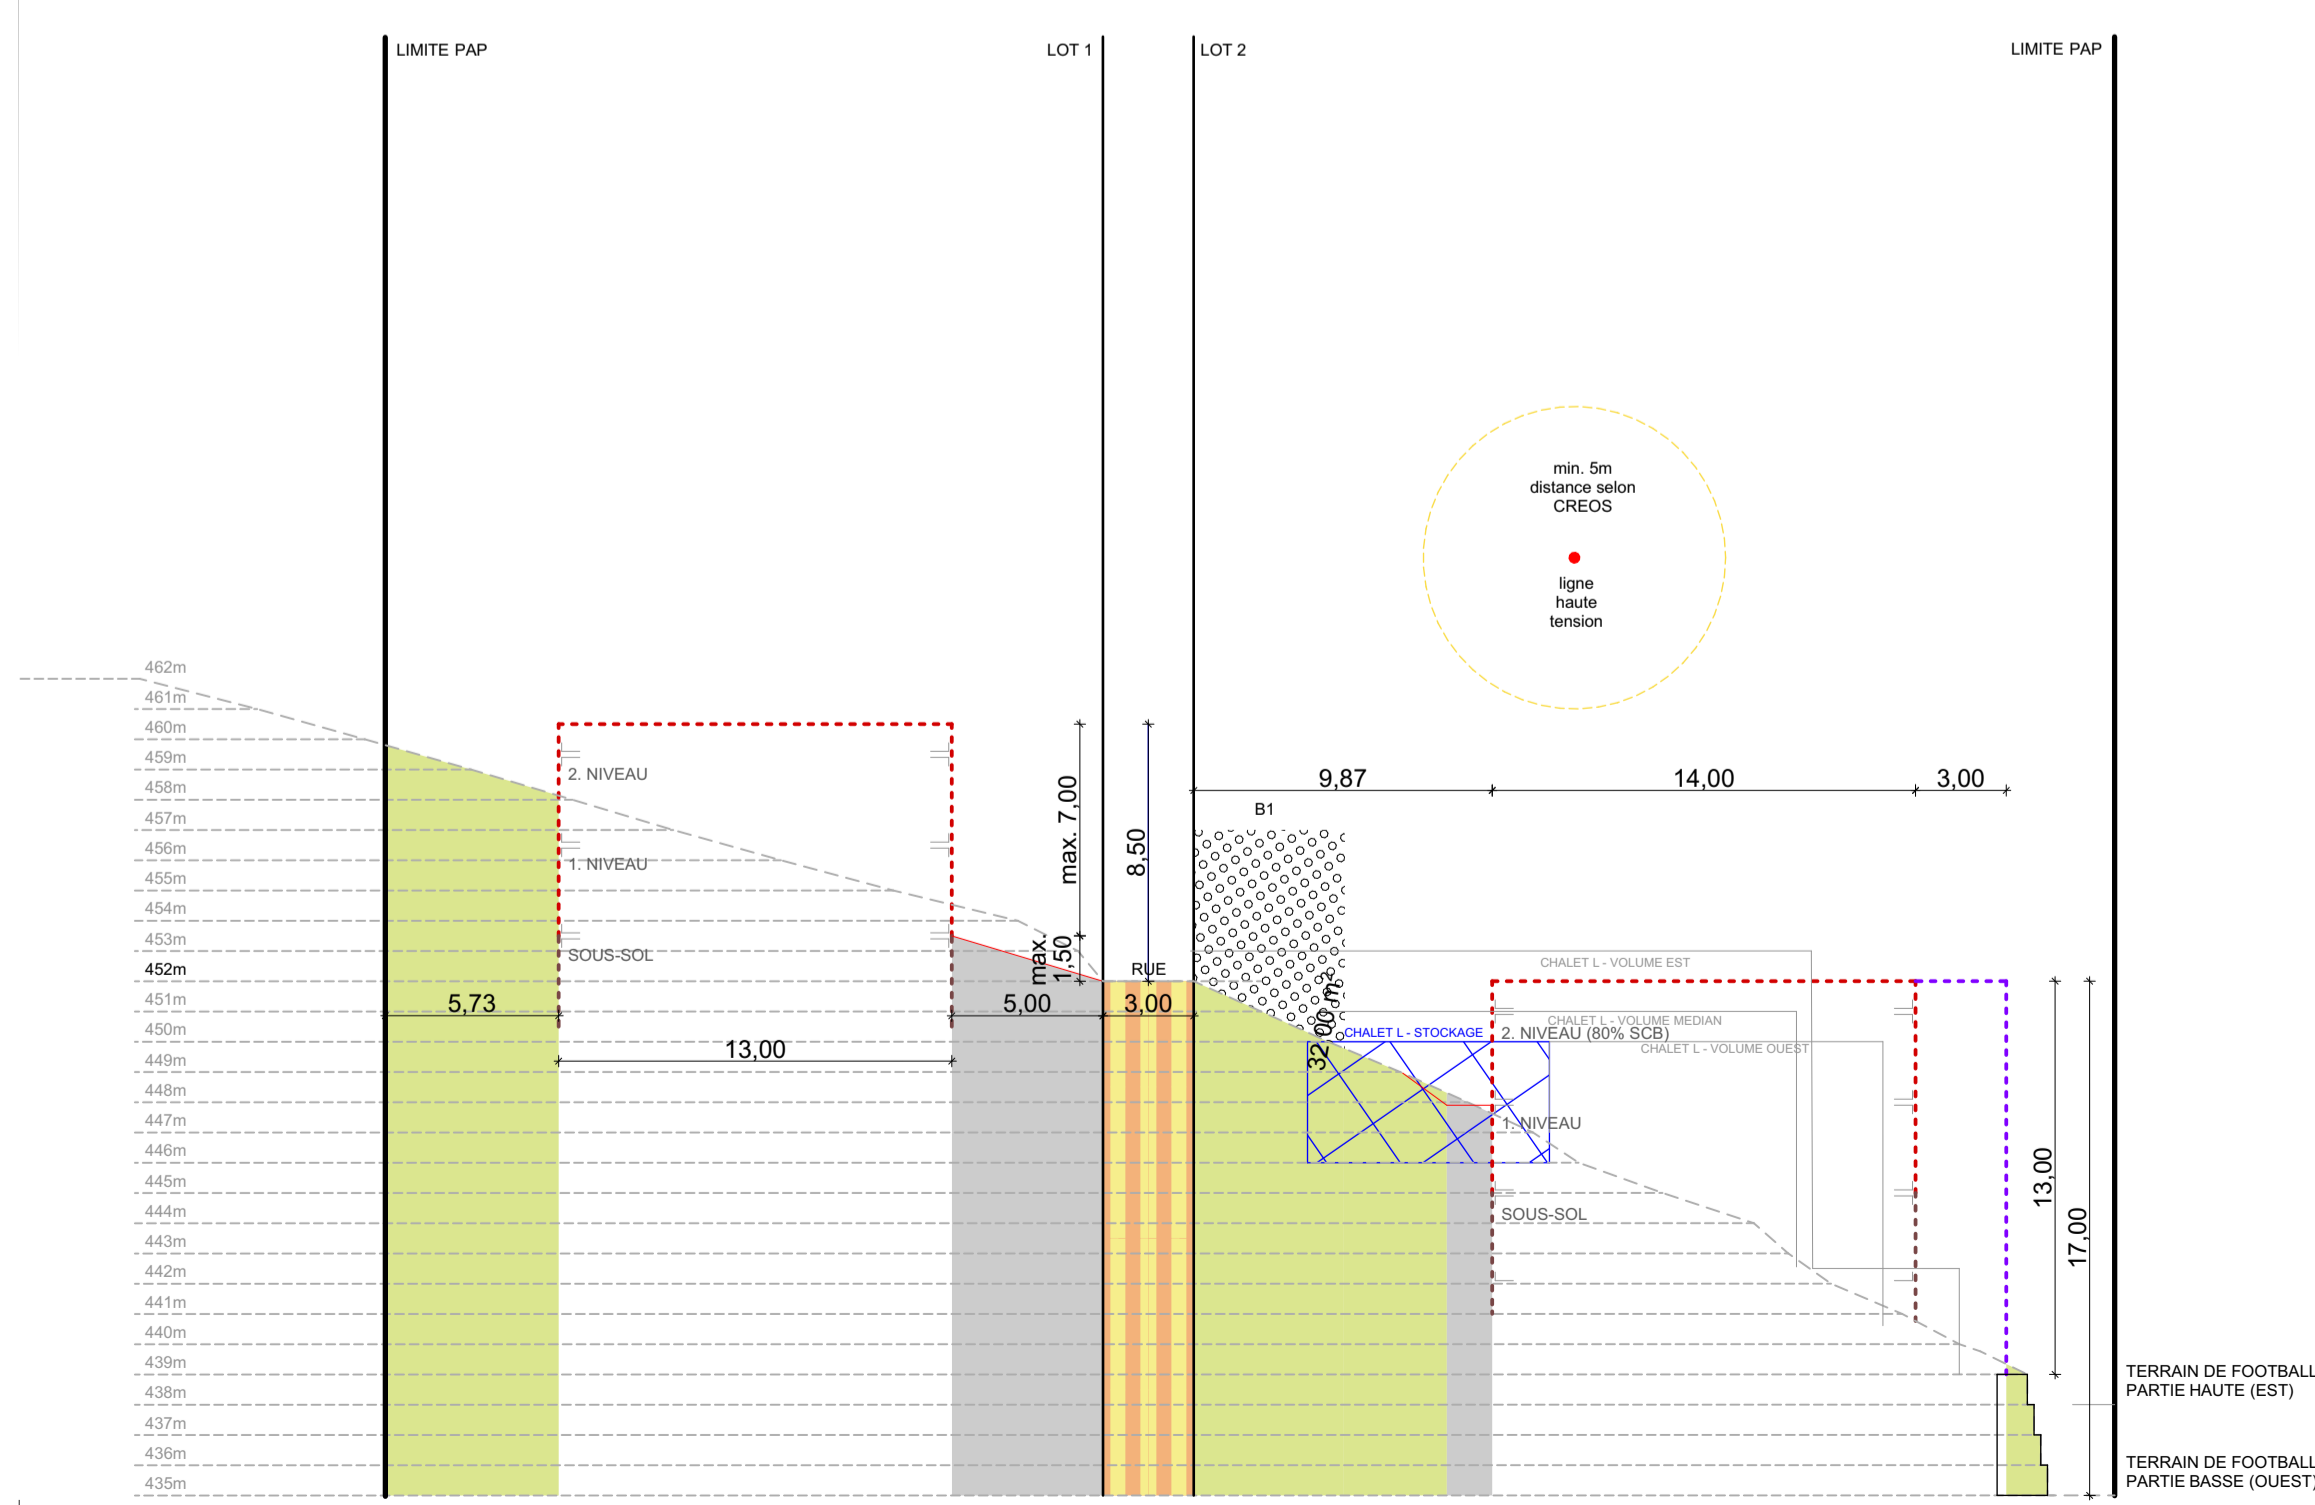 LIMITE PAP
LOT 1
LOT 2
LIMITE PAP
min. 5m
distance selon
CREOS
ligne
haute
tension
462m
461m
460m
459m
458m
457m
456m
455m
454m
453m
452m
451m
450m
449m
448m
447m
446m
445m
444m
443m
442m
441m
440m
439m
438m
437m
436m
435m
2. NIVEAU
1. NIVEAU
SOUS-SOL
5,73
13,00
max. 7,00
max.
1,50
8,50
RUE
5,00
3,00
9,87
14,00
3,00
B1
32,00 m²
CHALET L - VOLUME EST
CHALET L - VOLUME MEDIAN
CHALET L - STOCKAGE
2. NIVEAU (80% SCB)
CHALET L - VOLUME OUEST
1. NIVEAU
SOUS-SOL
13,00
17,00
TERRAIN DE FOOTBALL
PARTIE HAUTE (EST)
TERRAIN DE FOOTBALL
PARTIE BASSE (OUEST)